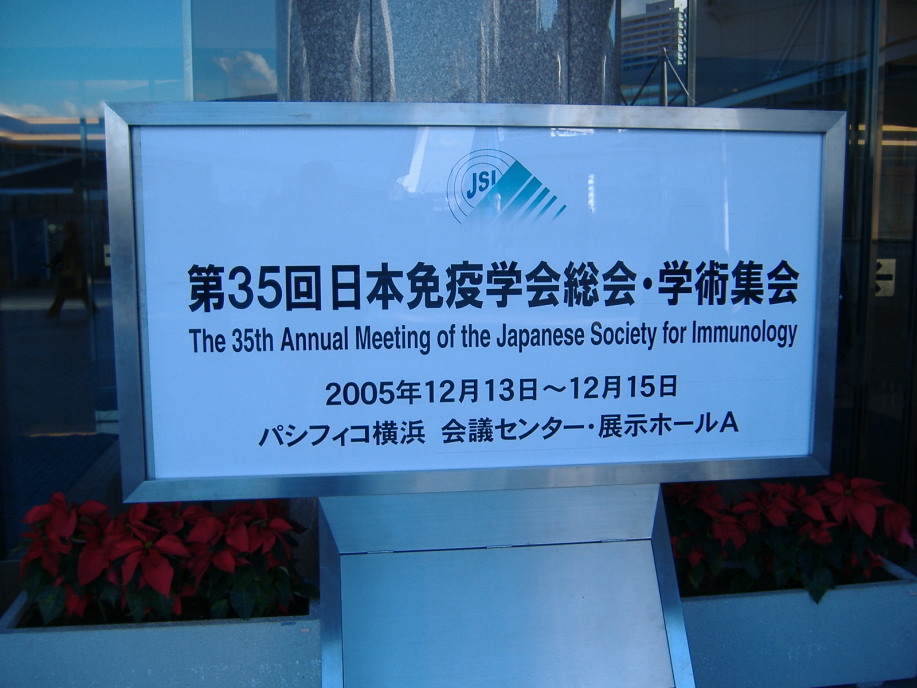 JSI
第35回日本免疫学会総会・学術集会
The 35th Annual Meeting of the Japanese Society for Immunology
2005年12月13日～12月15日
パシフィコ横浜 会議センター・展示ホールA